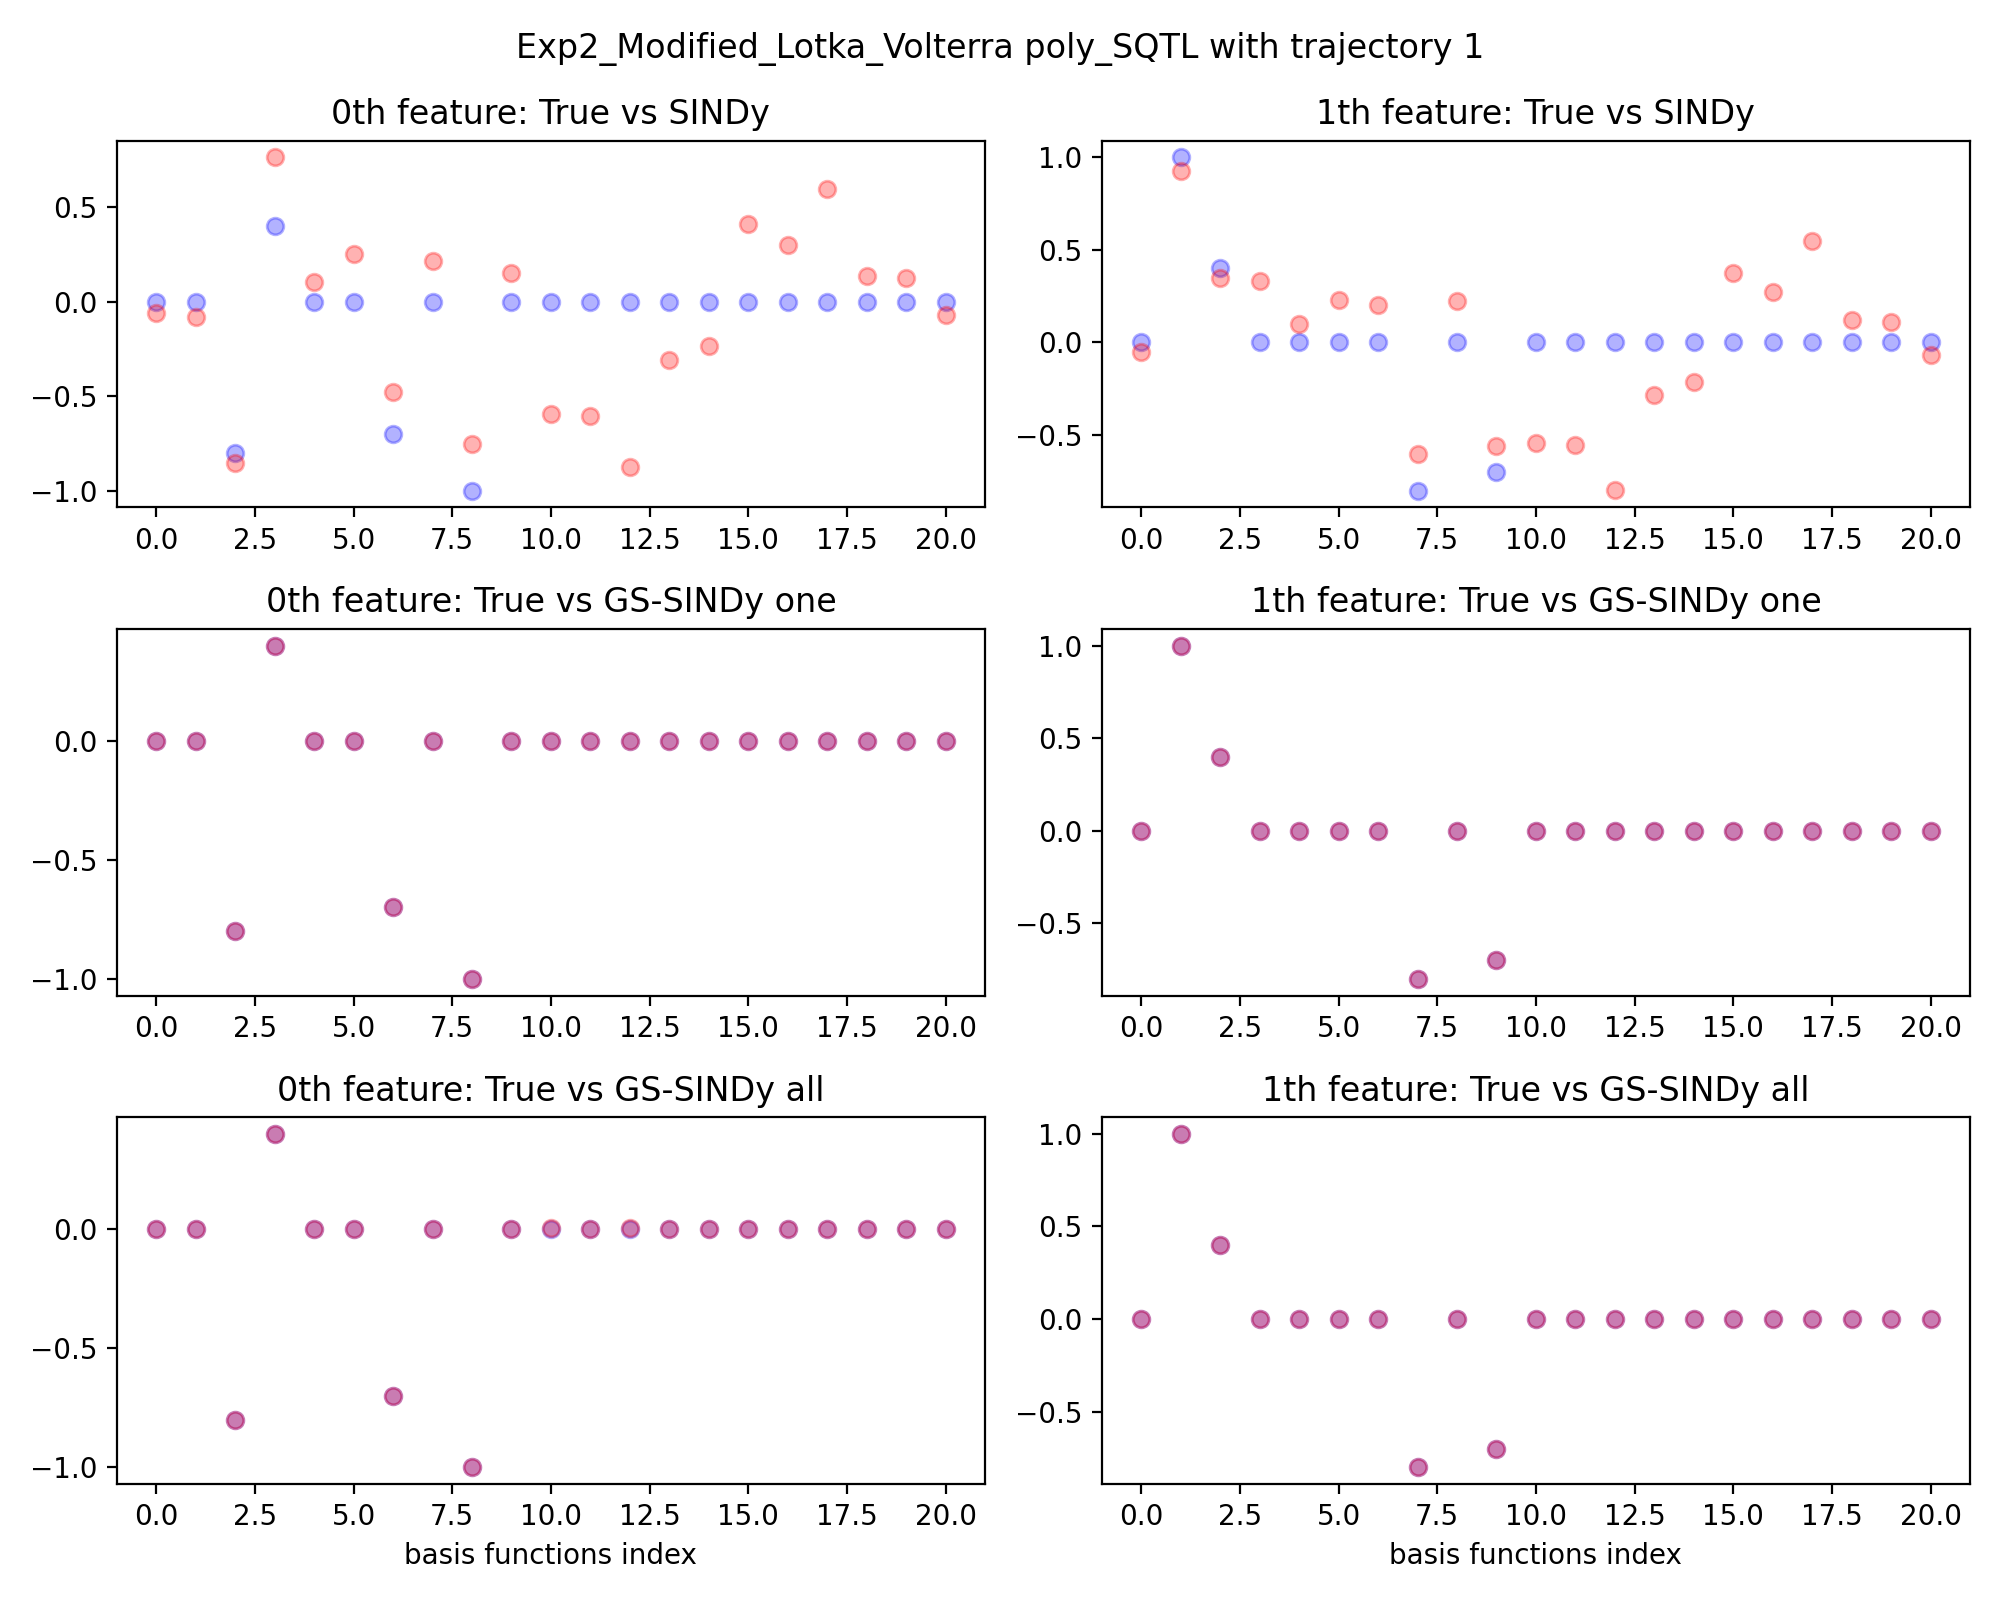 Exp2_Modified_Lotka_Volterra poly_SQTL with trajectory 1
0th feature: True vs SINDy
0.5
0.0
−0.5
−1.0
0.0 2.5 5.0 7.5 10.0 12.5 15.0 17.5 20.0
1th feature: True vs SINDy
1.0
0.5
0.0
−0.5
0.0 2.5 5.0 7.5 10.0 12.5 15.0 17.5 20.0
0th feature: True vs GS-SINDy one
0.0
−0.5
−1.0
0.0 2.5 5.0 7.5 10.0 12.5 15.0 17.5 20.0
1th feature: True vs GS-SINDy one
1.0
0.5
0.0
−0.5
0.0 2.5 5.0 7.5 10.0 12.5 15.0 17.5 20.0
0th feature: True vs GS-SINDy all
0.0
−0.5
−1.0
0.0 2.5 5.0 7.5 10.0 12.5 15.0 17.5 20.0
basis functions index
1th feature: True vs GS-SINDy all
1.0
0.5
0.0
−0.5
0.0 2.5 5.0 7.5 10.0 12.5 15.0 17.5 20.0
basis functions index